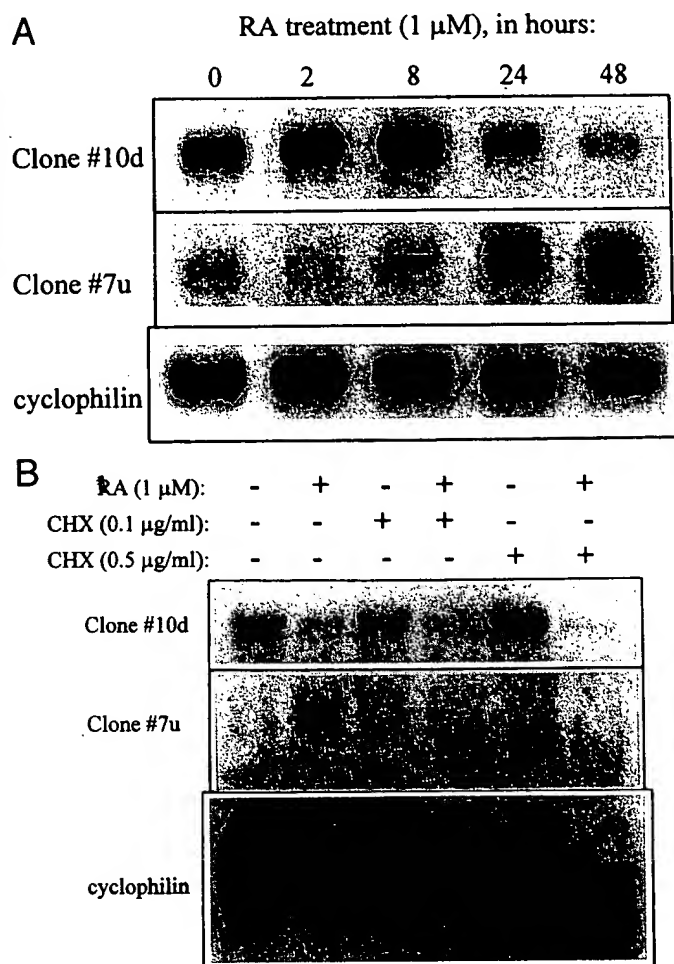 A
RA treatment (1 µM), in hours:
0 2 8 24 48
Clone #10d
Clone #7u
cyclophilin
B
RA (1 µM): - + - + - +
CHX (0.1 µg/ml): - - + + - -
CHX (0.5 µg/ml): - - - - + +
Clone #10d
Clone #7u
cyclophilin